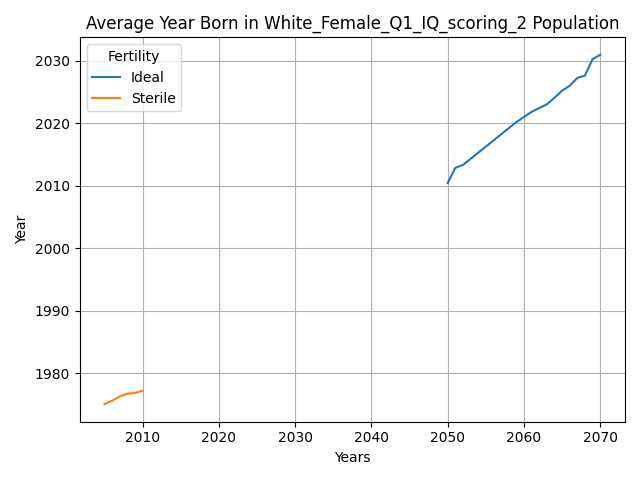 Average Year Born in White_Female_Q1_IQ_scoring_2 Population
Fertility
Ideal
Sterile
2030
2020
2010
2000
1990
1980
Year
2010 2020 2030 2040 2050 2060 2070
Years